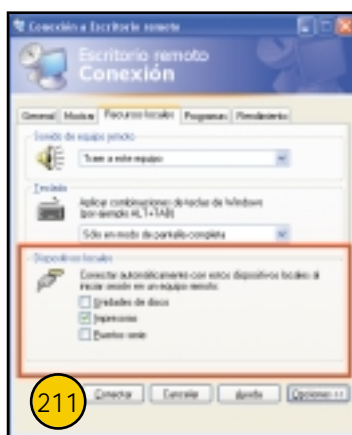 Conexión a Escritorio remoto
Escritorio remoto
Conexión
General Mostrar Recursos locales Programas Rendimiento
Sonido de equipo remoto
Traer a este equipo
Teclado
Aplicar combinaciones de teclas de Windows
(por ejemplo ALT+TAB)
Sólo en modo de pantalla completa
Dispositivos locales
Conectar automáticamente con estos dispositivos locales al
iniciar sesión en un equipo remoto:
Unidades de disco
Impresoras
Puertos serie
211
Conectar Cancelar Ayuda Opciones <<